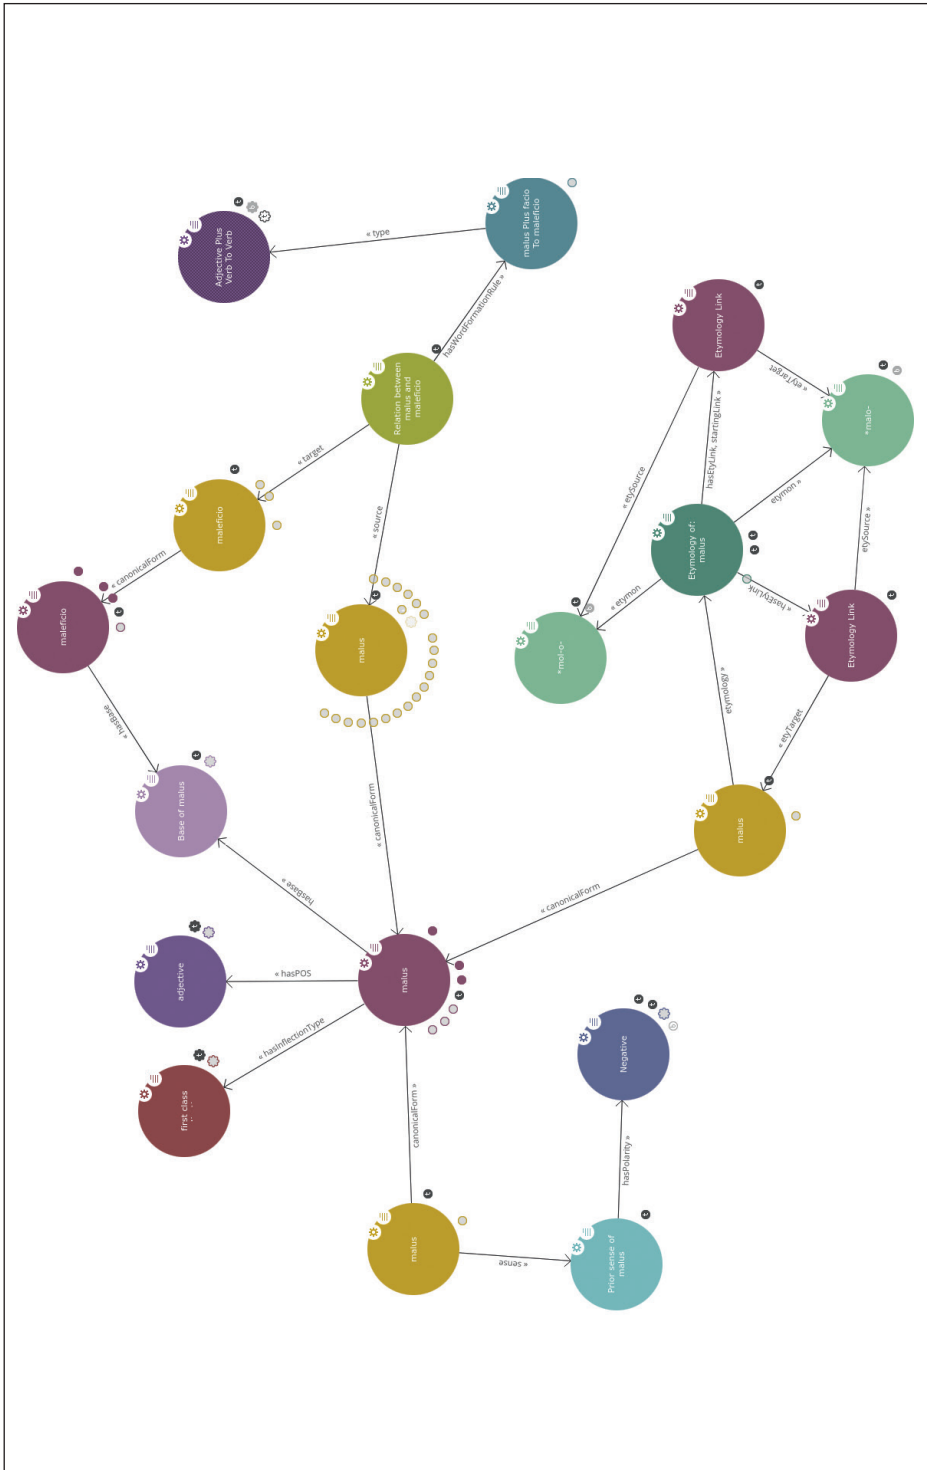 maleficio
« hasBase
« canonicalForm
first class
adjective
Base of malus
maleficio
Adjective Plus
Verb To Verb
« hasInflectionType
« hasPOS
« hasBase
« target
« type
malus
canonicalForm »
malus
« canonicalForm
malus
« source
Relation between
malus and
maleficio
hasWordFormationRule »
malus Plus facio
To maleficio
« sense
Prior sense of
malus
hasPolarity »
Negative
« canonicalForm
*mol-o-
« etymon
« etySource
malus
etymology »
Etymology of:
malus
hasEtyLink, startingLink »
Etymology Link
« etyTarget
« hasEtyLink
etymon »
« etyTarget
Etymology Link
etySource »
*malo-